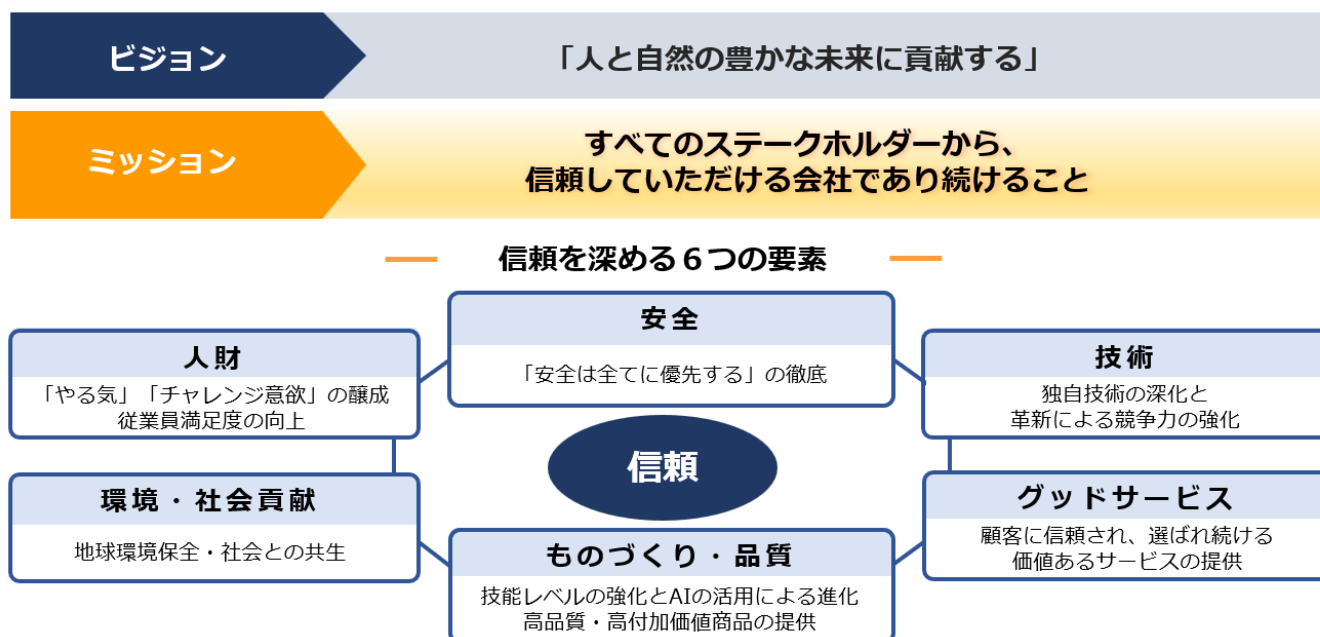 ビジョン
「人と自然の豊かな未来に貢献する」
ミッション
すべてのステークホルダーから、
信頼していただける会社であり続けること
信頼を深める６つの要素
安全
「安全は全てに優先する」の徹底
人財
「やる気」「チャレンジ意欲」の醸成
従業員満足度の向上
技術
独自技術の深化と
革新による競争力の強化
信頼
環境・社会貢献
地球環境保全・社会との共生
グッドサービス
顧客に信頼され、選ばれ続ける
価値あるサービスの提供
ものづくり・品質
技能レベルの強化とAIの活用による進化
高品質・高付加価値商品の提供